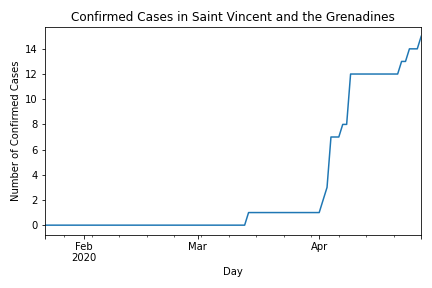 Confirmed Cases in Saint Vincent and the Grenadines
Number of Confirmed Cases
14
12
10
8
6
4
2
0
Feb
2020
Mar
Apr
Day